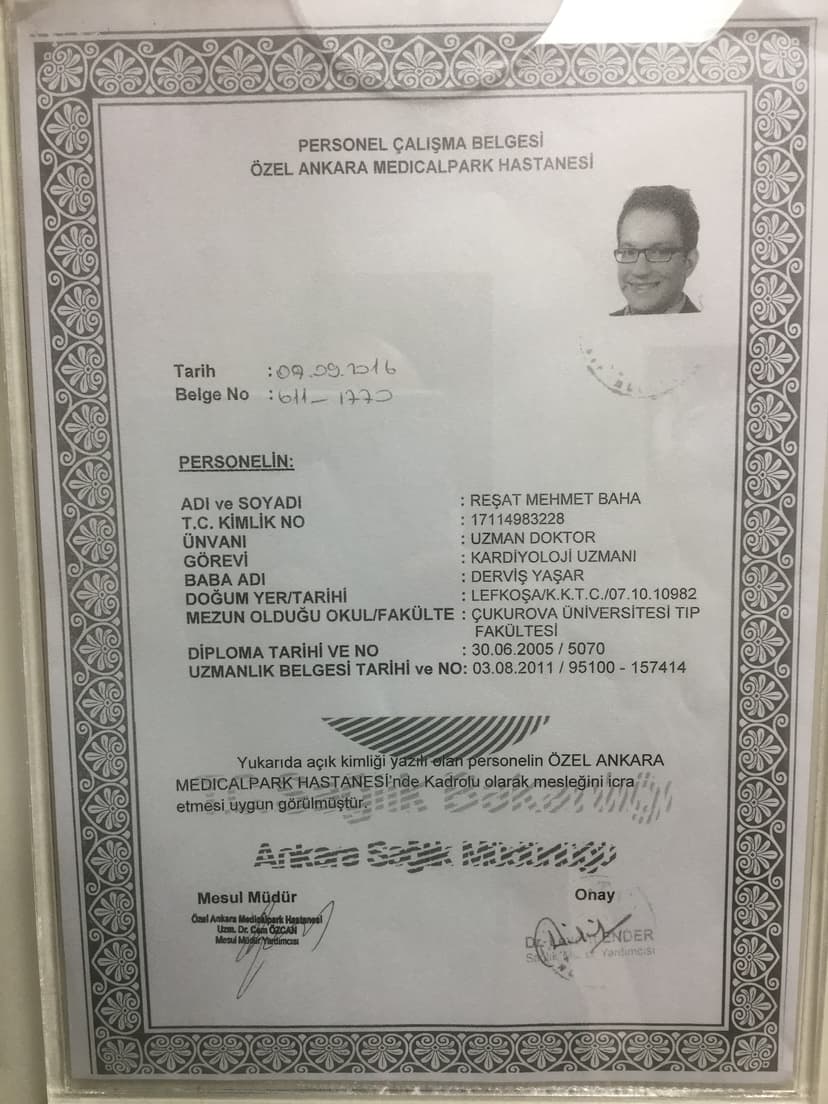 PERSONEL ÇALIŞMA BELGESİ
ÖZEL ANKARA MEDICALPARK HASTANESİ
Tarih : 09.09.2016
Belge No : 611-1770
PERSONELİN:
ADI ve SOYADI : REŞAT MEHMET BAHA
T.C. KİMLİK NO : 17114983228
ÜNVANI : UZMAN DOKTOR
GÖREVİ : KARDİYOLOJİ UZMANI
BABA ADI : DERVİŞ YAŞAR
DOĞUM YER/TARİHİ : LEFKOŞA/K.K.T.C./07.10.10982
MEZUN OLDUĞU OKUL/FAKÜLTE : ÇUKUROVA ÜNİVERSİTESİ TIP
FAKÜLTESİ
DİPLOMA TARİHİ VE NO : 30.06.2005 / 5070
UZMANLIK BELGESİ TARİHİ ve NO: 03.08.2011 / 95100 - 157414
Yukarıda açık kimliği yazılı olan personelin ÖZEL ANKARA
MEDICALPARK HASTANESİ'nde Kadrolu olarak mesleğini icra
etmesi uygun görülmüştür.
Sağlık Bakanlığı
Ankara Sağlık Müdürlüğü
Mesul Müdür Onay
Özel Ankara Medicalpark Hastanesi
Uzm. Dr. Cem ÖZCAN
Mesul Müdür Yardımcısı
Dr. ENDER
Yardımcısı